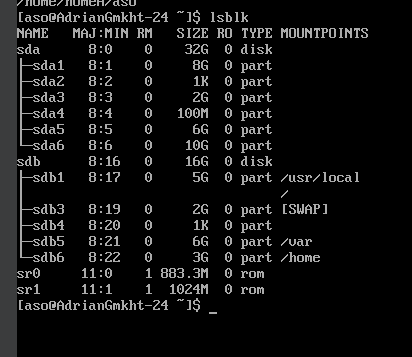 /home/homeA/aso
[aso@AdrianGmkht-24 ~]$ lsblk
NAME   MAJ:MIN RM   SIZE RO TYPE MOUNTPOINTS
sda      8:0    0    32G  0 disk
├─sda1   8:1    0     8G  0 part
├─sda2   8:2    0     1K  0 part
├─sda3   8:3    0     2G  0 part
├─sda4   8:4    0   100M  0 part
├─sda5   8:5    0     6G  0 part
└─sda6   8:6    0    10G  0 part
sdb      8:16   0    16G  0 disk
├─sdb1   8:17   0     5G  0 part /usr/local
│                                /
├─sdb3   8:19   0     2G  0 part [SWAP]
├─sdb4   8:20   0     1K  0 part
├─sdb5   8:21   0     6G  0 part /var
└─sdb6   8:22   0     3G  0 part /home
sr0     11:0    1 883.3M  0 rom
sr1     11:1    1  1024M  0 rom
[aso@AdrianGmkht-24 ~]$ _